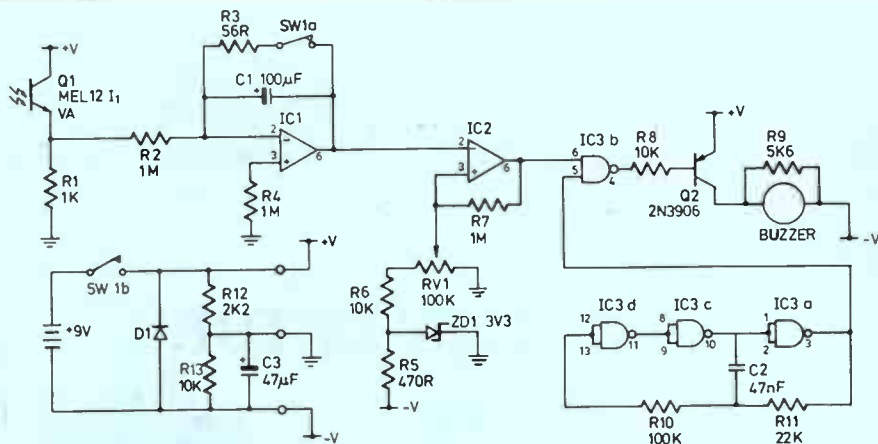 R3
56R
SW1a
+V
Q1
MEL12 I1
VA
C1 100µF
+
IC1
2
−
3
+
6
R2
1M
R1
1K
R4
1M
IC2
2
−
3
+
6
R7
1M
IC3 b
6
5
4
R8
10K
+V
Q2
2N3906
R9
5K6
BUZZER
-V
+V
SW 1b
+9V
D1
R12
2K2
R13
10K
+
C3
47µF
-V
R6
10K
RV1
100K
ZD1 3V3
R5
470R
-V
IC3 d
12
13
11
IC3 c
8
9
10
IC3 a
1
2
3
C2
47nF
R10
100K
R11
22K